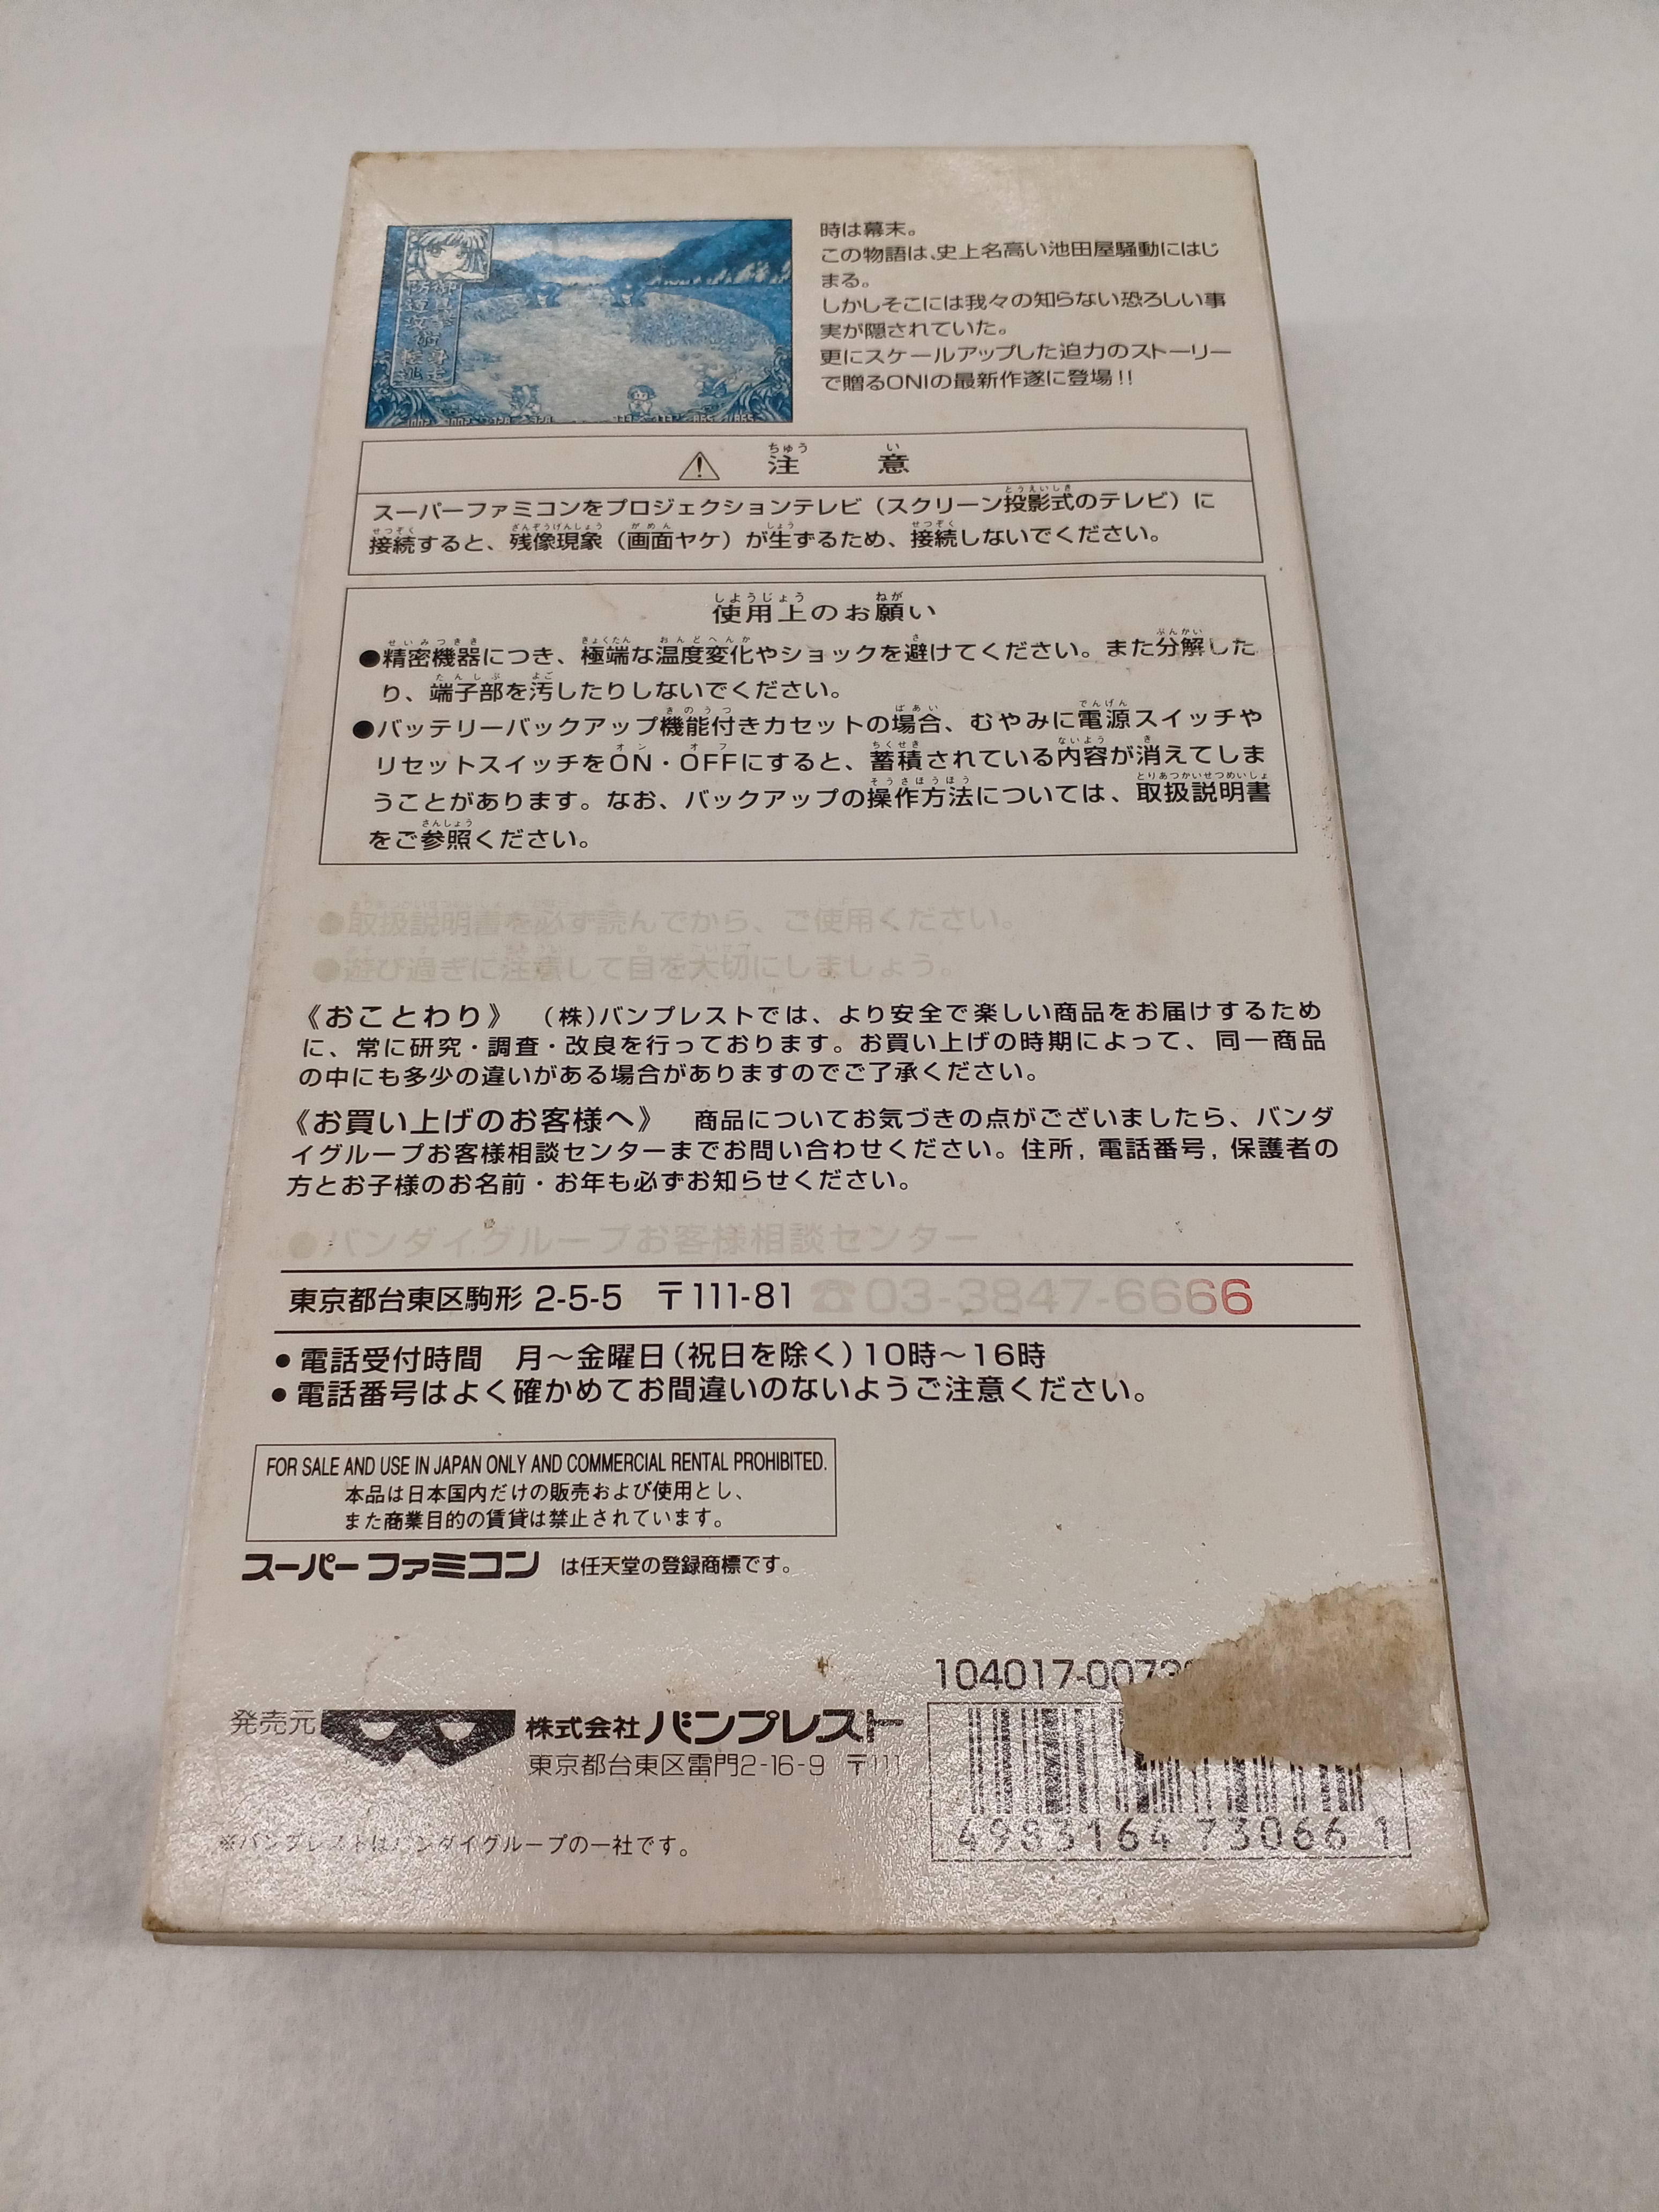 時は幕末。
この物語は、史上名高い池田屋騒動にはじ
まる。
しかしそこには我々の知らない恐ろしい事
実が隠されていた。
更にスケールアップした迫力のストーリー
で贈るONIの最新作遂に登場!!
⚠ 注意
スーパーファミコンをプロジェクションテレビ（スクリーン投影式のテレビ）に
接続すると、残像現象（画面ヤケ）が生ずるため、接続しないでください。
使用上のお願い
●精密機器につき、極端な温度変化やショックを避けてください。また分解した
り、端子部を汚したりしないでください。
●バッテリーバックアップ機能付きカセットの場合、むやみに電源スイッチや
リセットスイッチをON・OFFにすると、蓄積されている内容が消えてしま
うことがあります。なお、バックアップの操作方法については、取扱説明書
をご参照ください。
●取扱説明書を必ず読んでから、ご使用ください。
●遊び過ぎに注意して目を大切にしましょう。
《おことわり》 (株)バンプレストでは、より安全で楽しい商品をお届けするため
に、常に研究・調査・改良を行っております。お買い上げの時期によって、同一商品
の中にも多少の違いがある場合がありますのでご了承ください。
《お買い上げのお客様へ》 商品についてお気づきの点がございましたら、バンダ
イグループお客様相談センターまでお問い合わせください。住所,電話番号,保護者の
方とお子様のお名前・お年も必ずお知らせください。
●バンダイグループお客様相談センター
東京都台東区駒形 2-5-5 〒111-81 ☎03-3847-6666
●電話受付時間 月～金曜日(祝日を除く)10時～16時
●電話番号はよく確かめてお間違いのないようご注意ください。
FOR SALE AND USE IN JAPAN ONLY AND COMMERCIAL RENTAL PROHIBITED.
本品は日本国内だけの販売および使用とし、
また商業目的の賃貸は禁止されています。
スーパーファミコン は任天堂の登録商標です。
104017-0073
発売元 株式会社 バンプレスト
東京都台東区雷門2-16-9 〒111
※バンプレストはバンダイグループの一社です。
4983164 73066 1